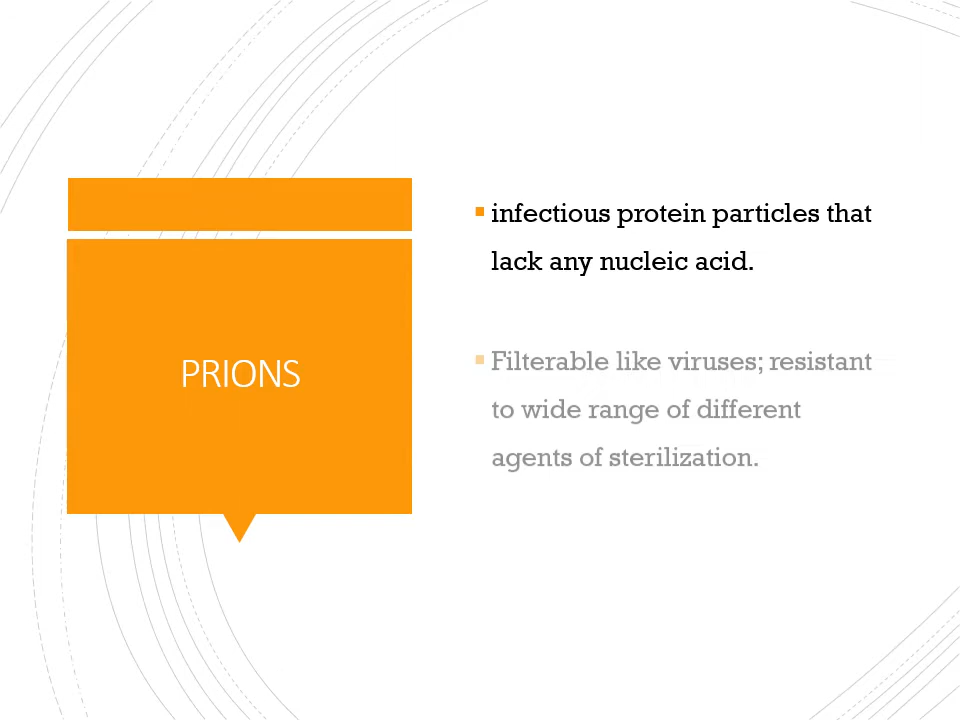 PRIONS
infectious protein particles that
lack any nucleic acid.
Filterable like viruses; resistant
to wide range of different
agents of sterilization.